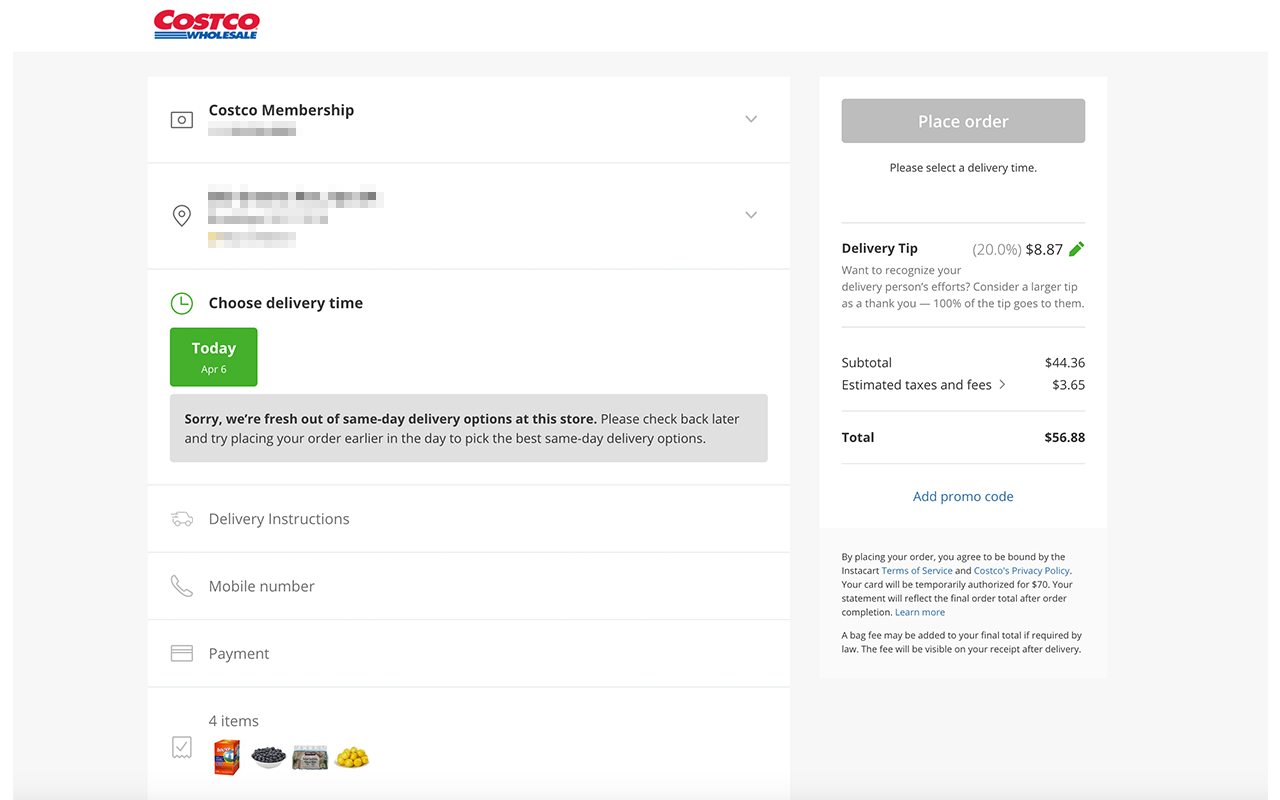 COSTCO
WHOLESALE
Costco Membership
Choose delivery time
Today
Apr 6
Sorry, we're fresh out of same-day delivery options at this store. Please check back later
and try placing your order earlier in the day to pick the best same-day delivery options.
Delivery Instructions
Mobile number
Payment
4 items
Place order
Please select a delivery time.
Delivery Tip (20.0%) $8.87
Want to recognize your
delivery person's efforts? Consider a larger tip
as a thank you — 100% of the tip goes to them.
Subtotal $44.36
Estimated taxes and fees $3.65
Total $56.88
Add promo code
By placing your order, you agree to be bound by the
Instacart Terms of Service and Costco's Privacy Policy.
Your card will be temporarily authorized for $70. Your
statement will reflect the final order total after order
completion. Learn more
A bag fee may be added to your final total if required by
law. The fee will be visible on your receipt after delivery.